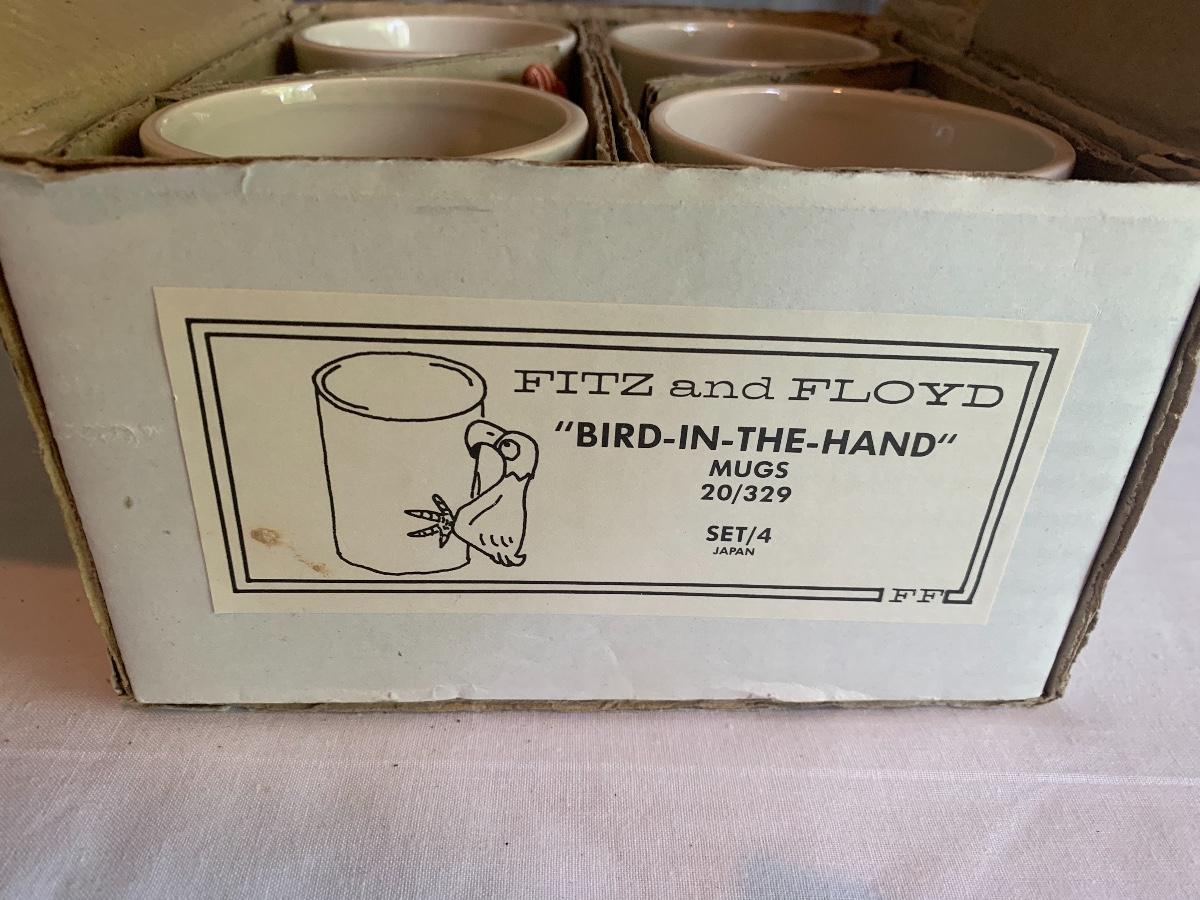 FITZ and FLOYD
"BIRD-IN-THE-HAND"
MUGS
20/329
SET/4
JAPAN
FF